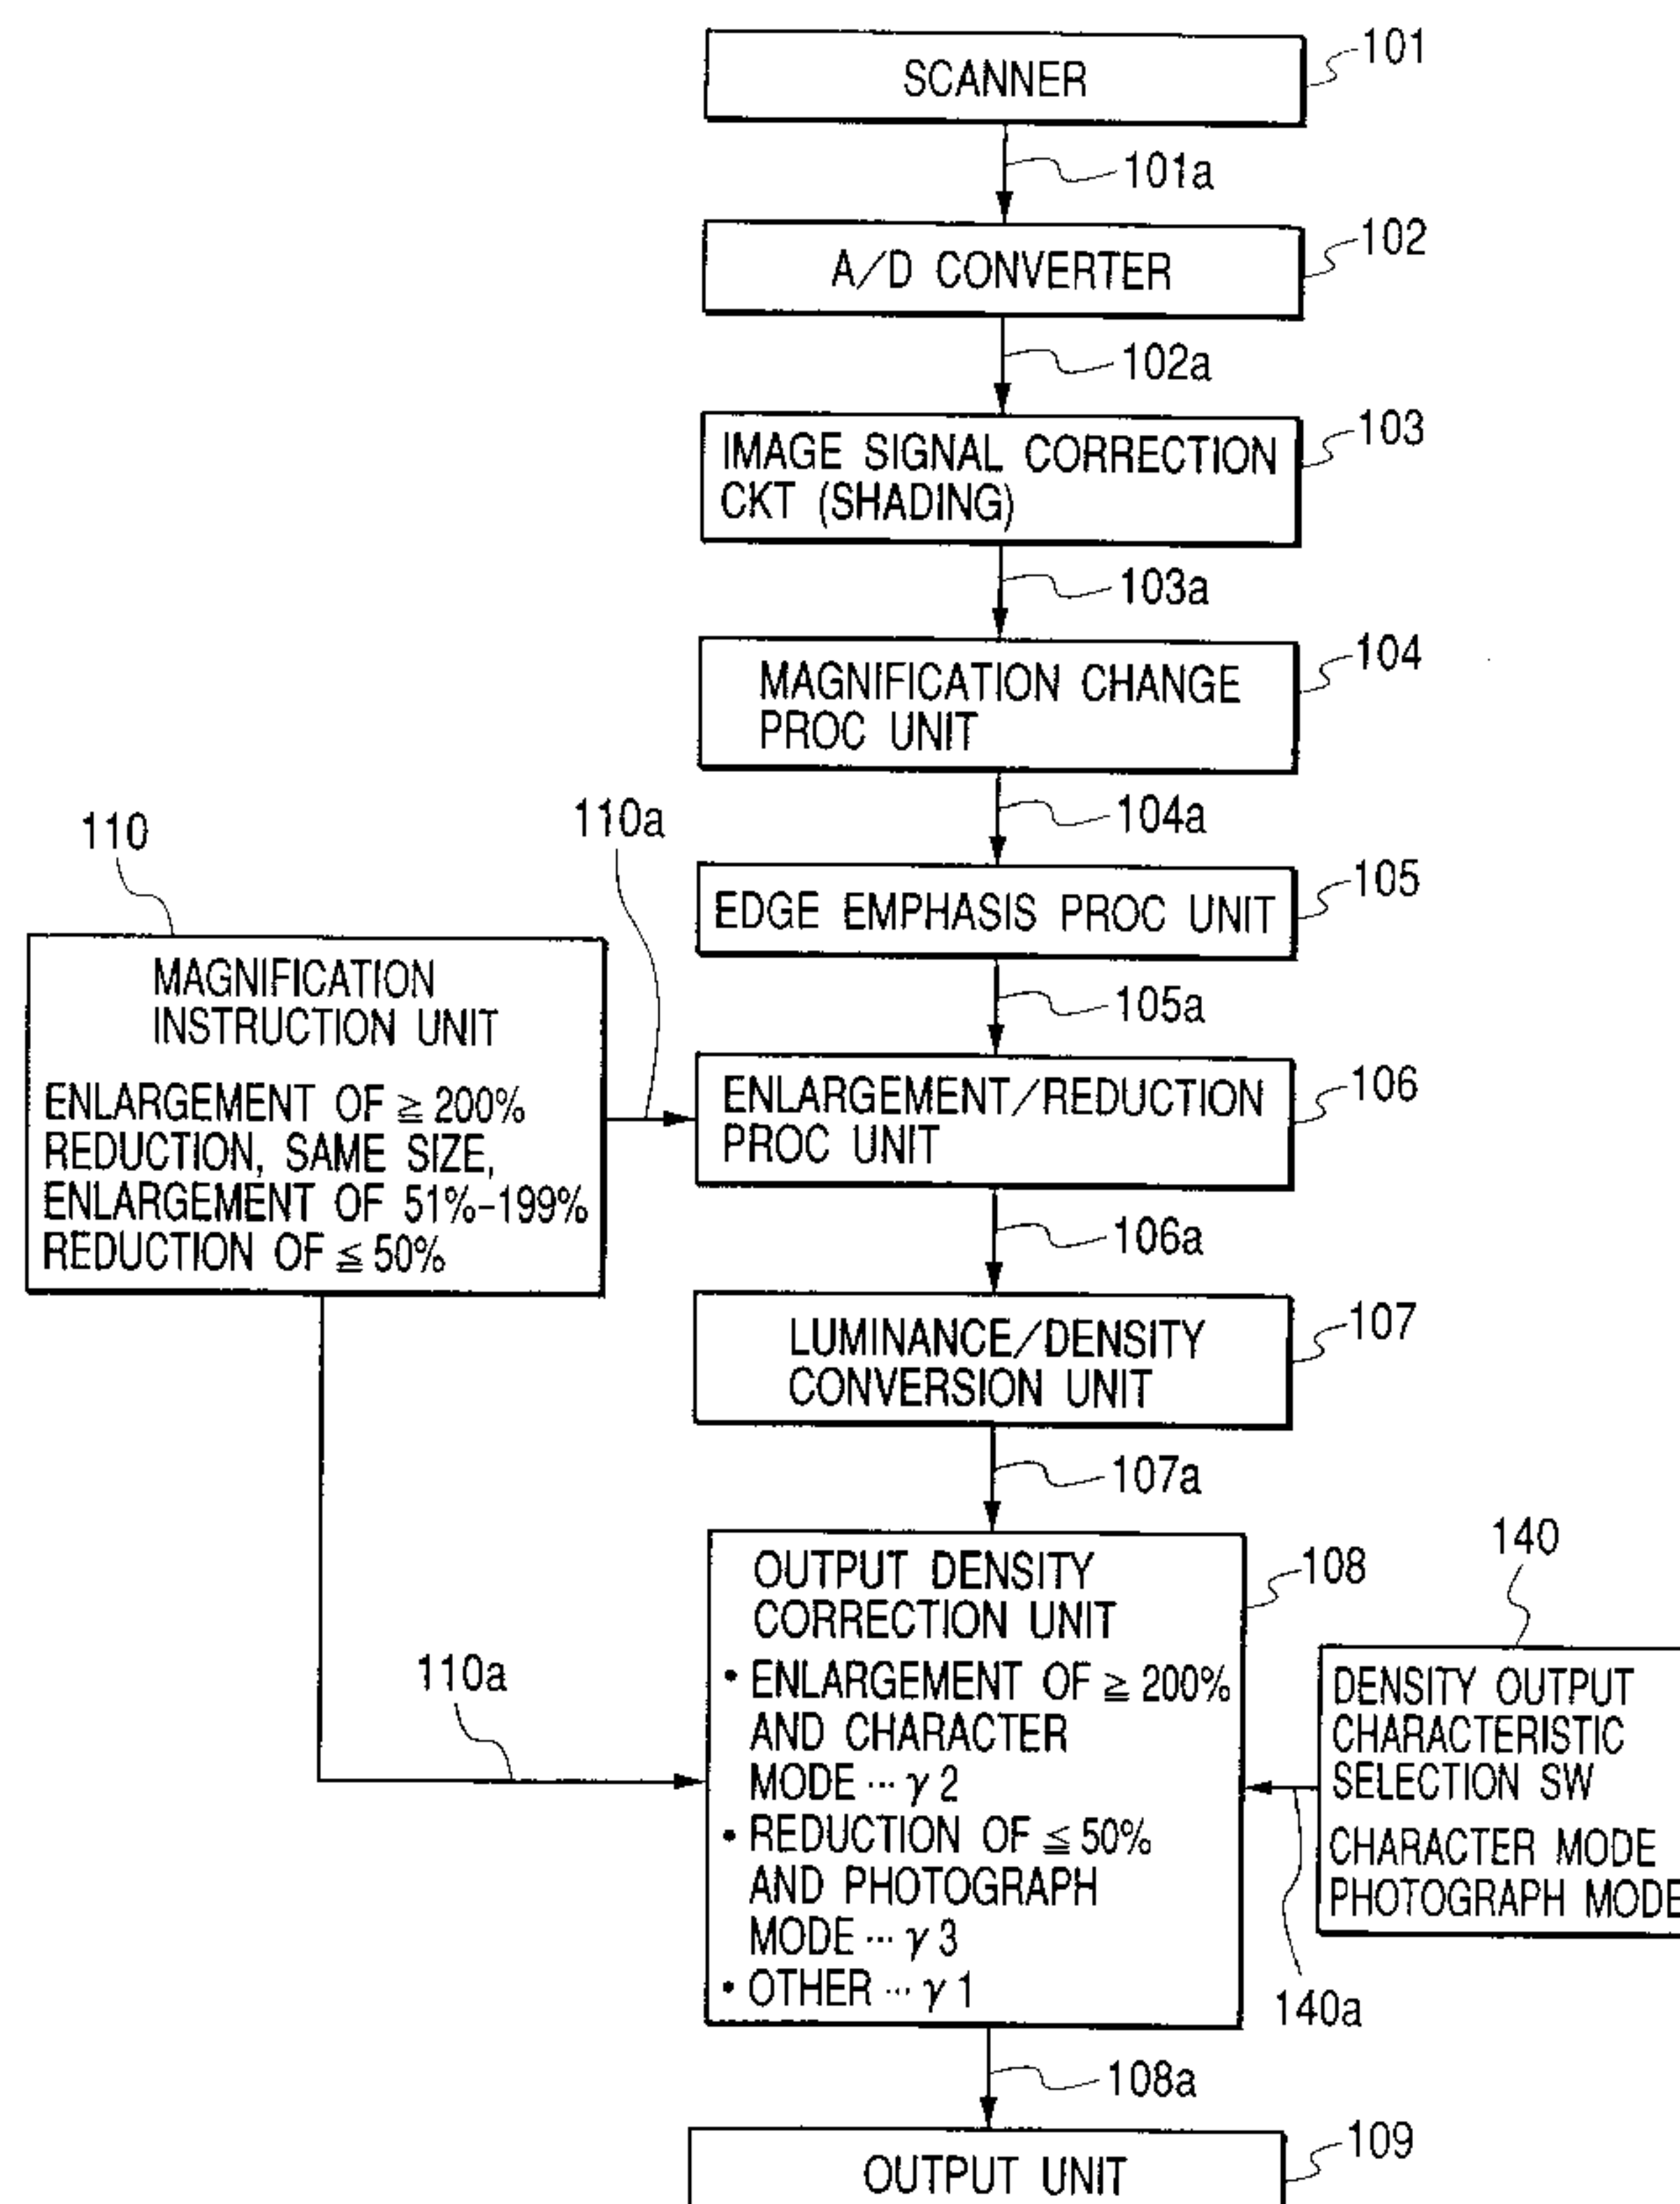 SCANNER
101
101a
A/D CONVERTER
102
102a
IMAGE SIGNAL CORRECTION
CKT (SHADING)
103
103a
MAGNIFICATION CHANGE
PROC UNIT
104
104a
EDGE EMPHASIS PROC UNIT
105
105a
110
110a
MAGNIFICATION
INSTRUCTION UNIT
ENLARGEMENT OF ≧ 200%
REDUCTION, SAME SIZE,
ENLARGEMENT OF 51%-199%
REDUCTION OF ≦ 50%
ENLARGEMENT/REDUCTION
PROC UNIT
106
106a
LUMINANCE/DENSITY
CONVERSION UNIT
107
107a
110a
OUTPUT DENSITY
CORRECTION UNIT
• ENLARGEMENT OF ≧ 200%
AND CHARACTER
MODE ··· γ 2
• REDUCTION OF ≦ 50%
AND PHOTOGRAPH
MODE ··· γ 3
• OTHER ··· γ 1
108
140
DENSITY OUTPUT
CHARACTERISTIC
SELECTION SW
CHARACTER MODE
PHOTOGRAPH MODE
140a
108a
OUTPUT UNIT
109